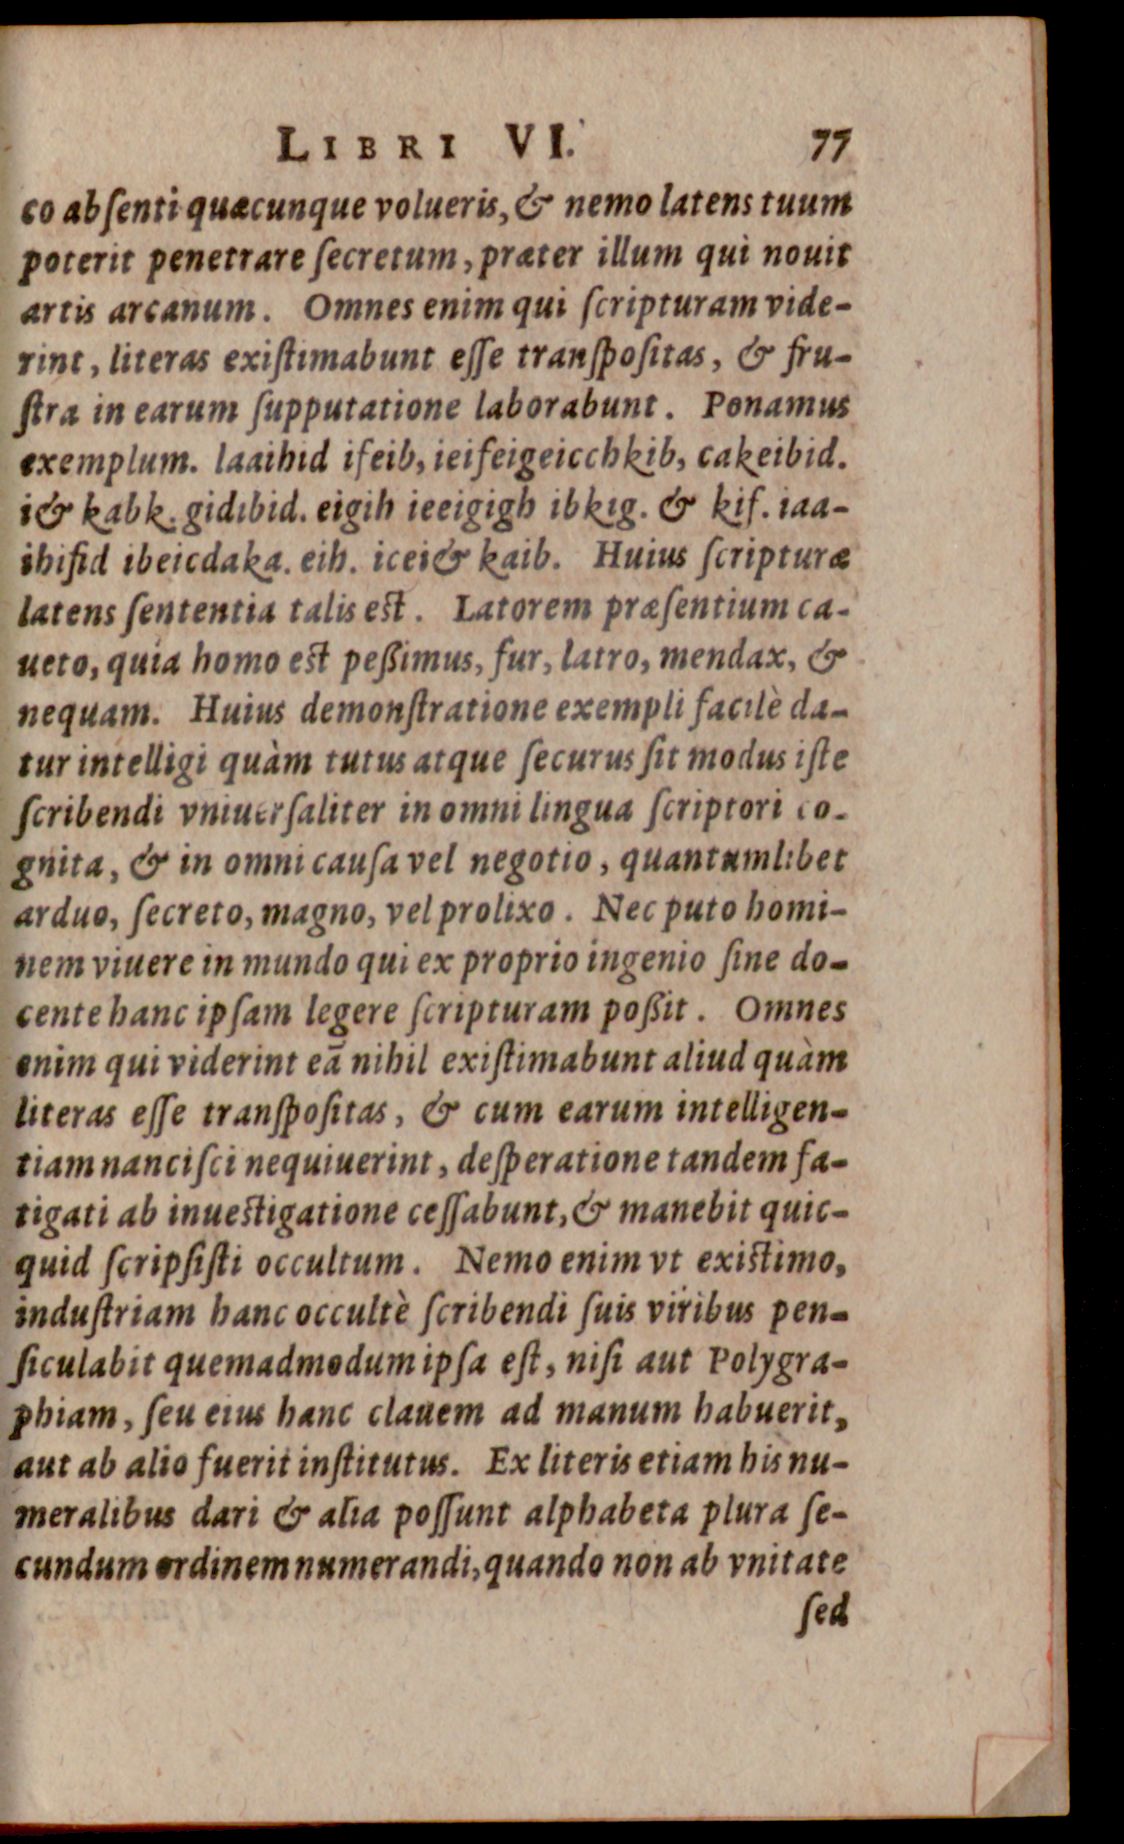 LIBRI VI. 77
co abſenti quæcunque volueris, & nemo latens tuum
poterit penetrare ſecretum, præter illum qui nouit
artis arcanum. Omnes enim qui ſcripturam vide-
rint, literas exiſtimabunt eſſe tranſpoſitas, & fru-
ſtra in earum ſupputatione laborabunt. Ponamus
exemplum. laaihid ifeib, ieifeigeicchkib, cakeibid.
i& kabk. gidibid. eigih ieeigigh ibkig. & kif. iaa-
ihifid ibeicdaka. eih. icei& kaib. Huius ſcripturæ
latens ſententia talis eſt. Latorem præſentium ca-
ueto, quia homo eſt peßimus, fur, latro, mendax, &
nequam. Huius demonſtratione exempli facilè da-
tur intelligi quàm tutus atque ſecurus ſit modus iſte
ſcribendi vniuerſaliter in omni lingua ſcriptori co-
gnita, & in omni cauſa vel negotio, quantumlibet
arduo, ſecreto, magno, vel prolixo. Nec puto homi-
nem viuere in mundo qui ex proprio ingenio ſine do-
cente hanc ipſam legere ſcripturam poßit. Omnes
enim qui viderint eã nihil exiſtimabunt aliud quàm
literas eſſe tranſpoſitas, & cum earum intelligen-
tiam nanciſci nequiuerint, deſperatione tandem fa-
tigati ab inueſtigatione ceſſabunt, & manebit quic-
quid ſcripſiſti occultum. Nemo enim vt exiſtimo,
induſtriam hanc occultè ſcribendi ſuis viribus pen-
ſiculabit quemadmodum ipſa eſt, niſi aut Polygra-
phiam, ſeu eius hanc clauem ad manum habuerit,
aut ab alio fuerit inſtitutus. Ex literis etiam his nu-
meralibus dari & alia poſſunt alphabeta plura ſe-
cundum ordinem numerandi, quando non ab vnitate
ſed